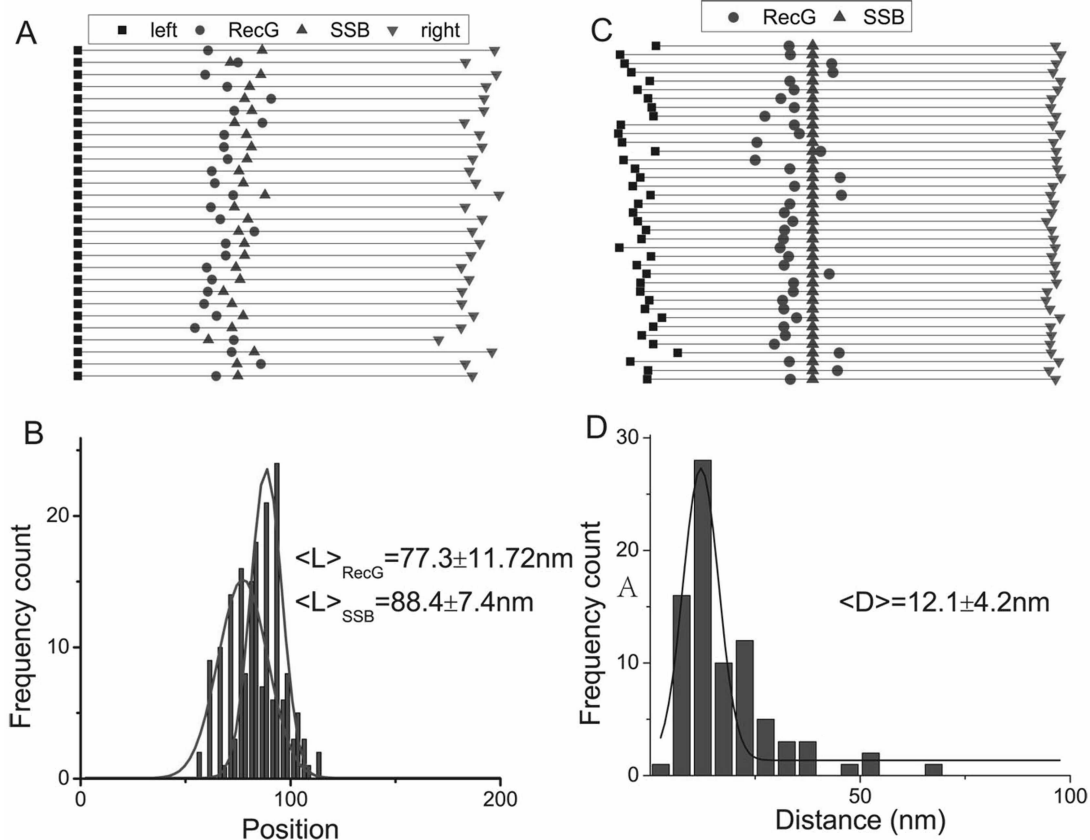 A
left RecG SSB right
B
Frequency count
20
10
0
0 100 200
Position
<L>RecG=77.3±11.72nm
<L>SSB=88.4±7.4nm
C
RecG SSB
D
Frequency count
30
20
10
0
A
<D>=12.1±4.2nm
50 100
Distance (nm)